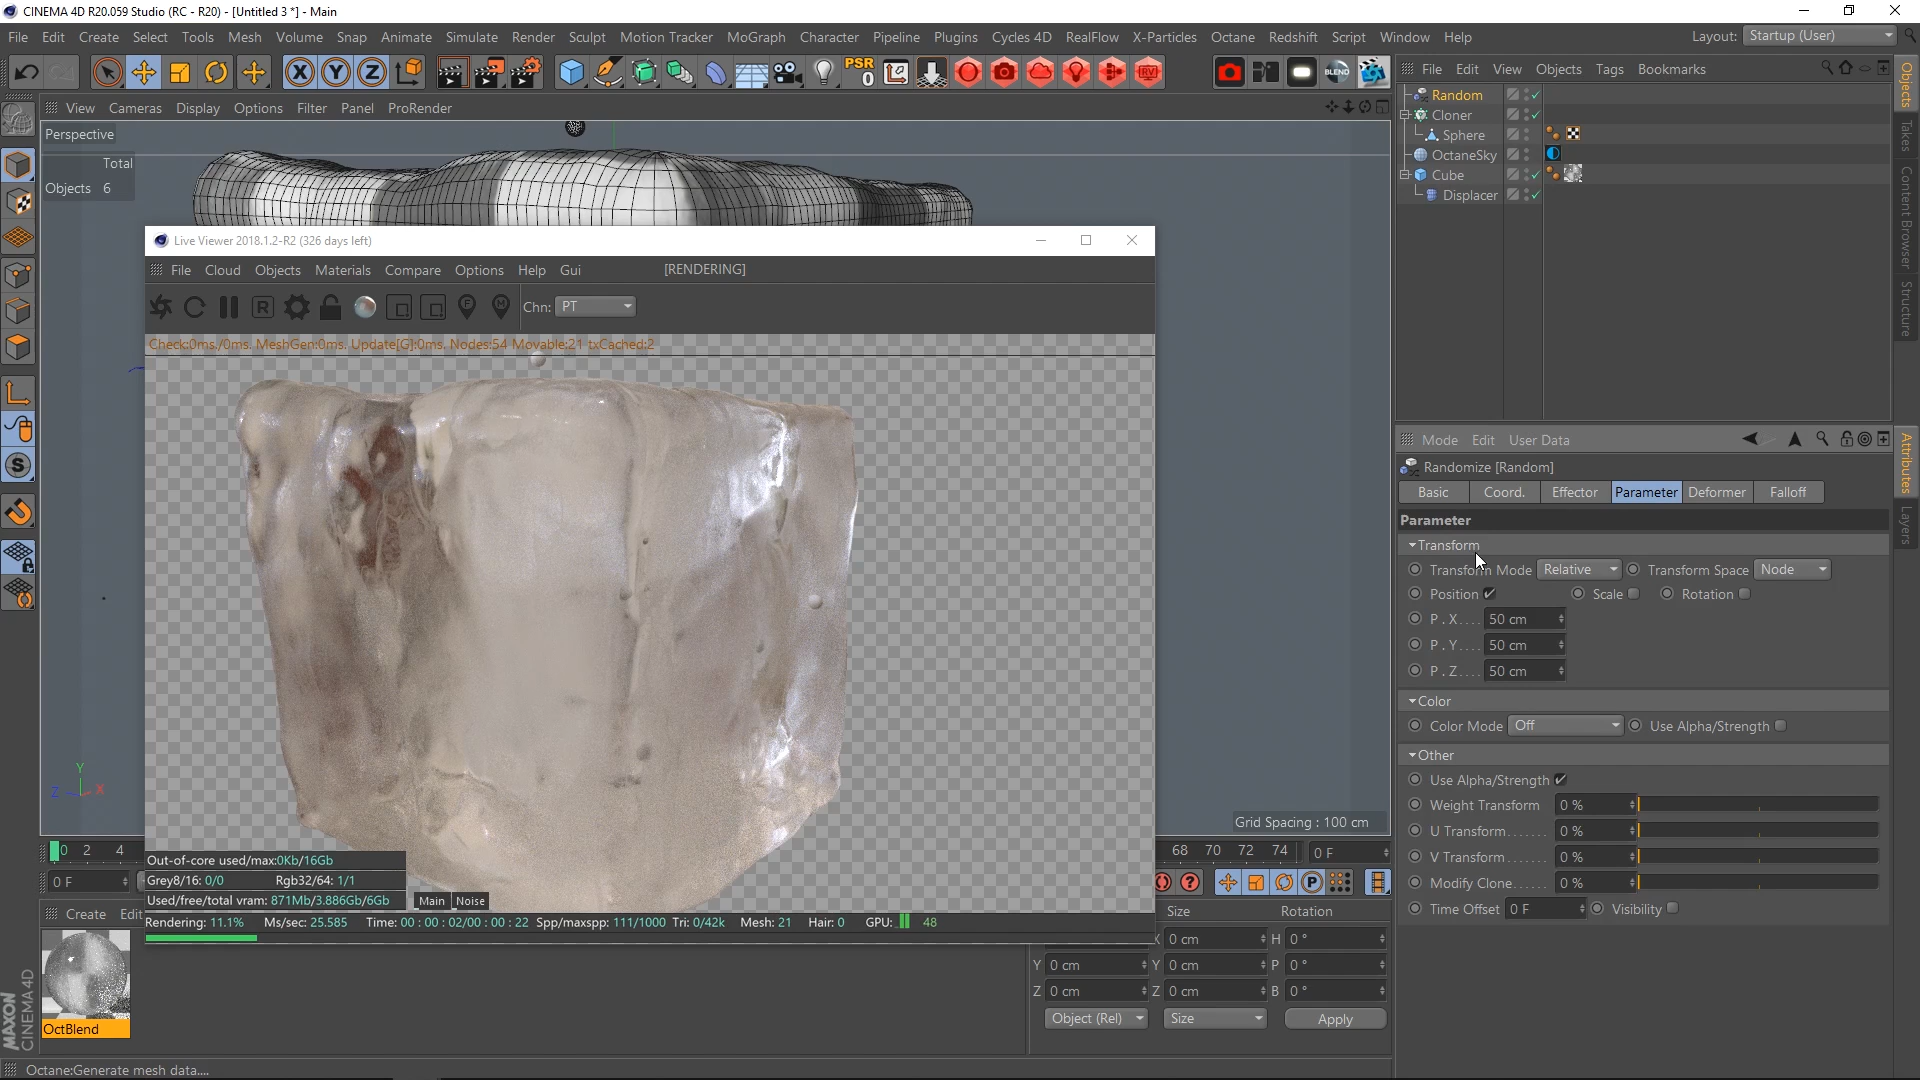 CINEMA 4D R20.059 Studio (RC - R20) - [Untitled 3 *] - Main
File Edit Create Select Tools Mesh Volume Snap Animate Simulate Render Sculpt Motion Tracker MoGraph Character Pipeline Plugins Cycles 4D RealFlow X-Particles Octane Redshift Script Window Help
Layout: Startup (User)
X Y Z PSR 0 RV BLEND
File Edit View Objects Tags Bookmarks
View Cameras Display Options Filter Panel ProRender
Perspective
Total
Objects 6
Random
Cloner
Sphere
OctaneSky
Cube
Displacer
Objects
Takes
Content Browser
Structure
Live Viewer 2018.1.2-R2 (326 days left)
File Cloud Objects Materials Compare Options Help Gui [RENDERING]
R F M Chn: PT
Check:0ms./0ms. MeshGen:0ms. Update[G]:0ms. Nodes:54 Movable:21 txCached:2
Out-of-core used/max:0Kb/16Gb
Grey8/16: 0/0 Rgb32/64: 1/1
Used/free/total vram: 871Mb/3.886Gb/6Gb
Main Noise
Rendering: 11.1% Ms/sec: 25.585 Time: 00 : 00 : 02/00 : 00 : 22 Spp/maxspp: 111/1000 Tri: 0/42k Mesh: 21 Hair: 0 GPU: 48
Mode Edit User Data
Randomize [Random]
Basic Coord. Effector Parameter Deformer Falloff
Parameter
Transform
Transform Mode Relative Transform Space Node
Position Scale Rotation
P . X . . . . 50 cm
P . Y . . . . 50 cm
P . Z . . . . 50 cm
Color
Color Mode Off Use Alpha/Strength
Other
Use Alpha/Strength
Weight Transform 0 %
U Transform....... 0 %
V Transform....... 0 %
Modify Clone...... 0 %
Time Offset 0 F Visibility
Attributes
Layers
S
Y
Z X
Grid Spacing : 100 cm
0 2 4
68 70 72 74 0 F
0 F
? P
Create Edit
OctBlend
Size Rotation
X 0 cm H 0 °
Y 0 cm Y 0 cm P 0 °
Z 0 cm Z 0 cm B 0 °
Object (Rel) Size Apply
MAXON
CINEMA 4D
Octane:Generate mesh data....